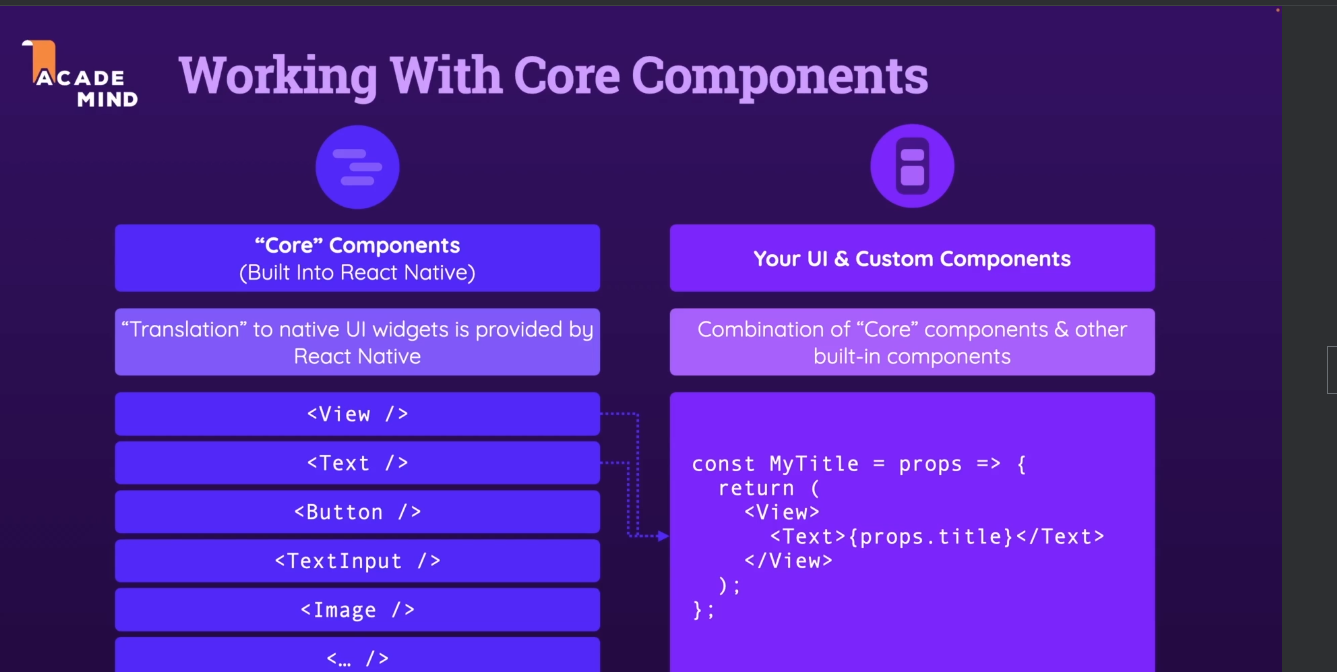 ACADE
MIND
Working With Core Components
“Core” Components
(Built Into React Native)
“Translation” to native UI widgets is provided by
React Native
<View />
<Text />
<Button />
<TextInput />
<Image />
<… />
Your UI & Custom Components
Combination of “Core” components & other
built-in components
const MyTitle = props => {
  return (
    <View>
      <Text>{props.title}</Text>
    </View>
  );
};